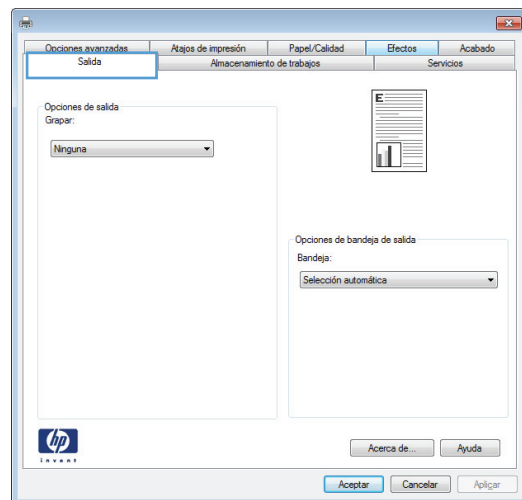 Opciones avanzadas Atajos de impresión Papel/Calidad Efectos Acabado
Salida Almacenamiento de trabajos Servicios
Opciones de salida
Grapar:
Ninguna
E
Opciones de bandeja de salida
Bandeja:
Selección automática
hp
invent
Acerca de... Ayuda
Aceptar Cancelar Aplicar